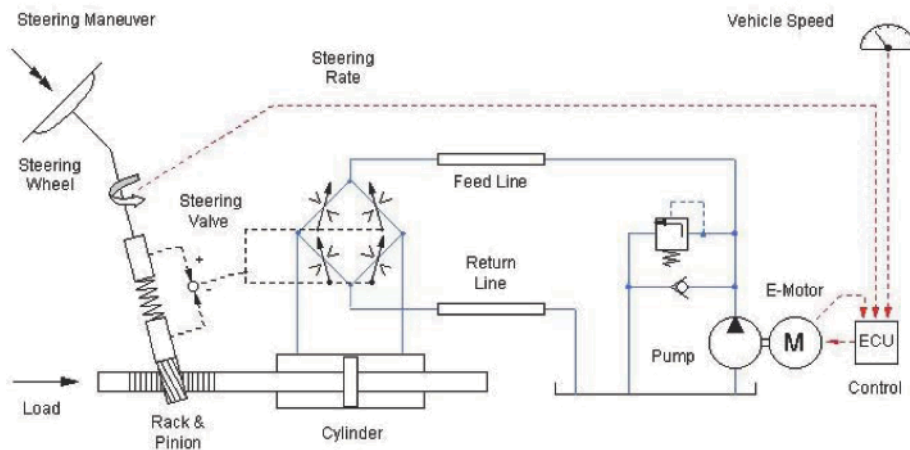 Steering Maneuver
Vehicle Speed
Steering
Rate
Steering
Wheel
Steering
Valve
Feed Line
+
-
Return
Line
E-Motor
M
ECU
Pump
Control
Load
Rack &
Pinion
Cylinder